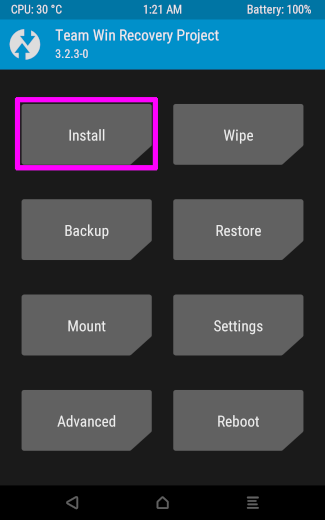 CPU: 30 °C 1:21 AM Battery: 100%
Team Win Recovery Project
3.2.3-0
Install Wipe
Backup Restore
Mount Settings
Advanced Reboot